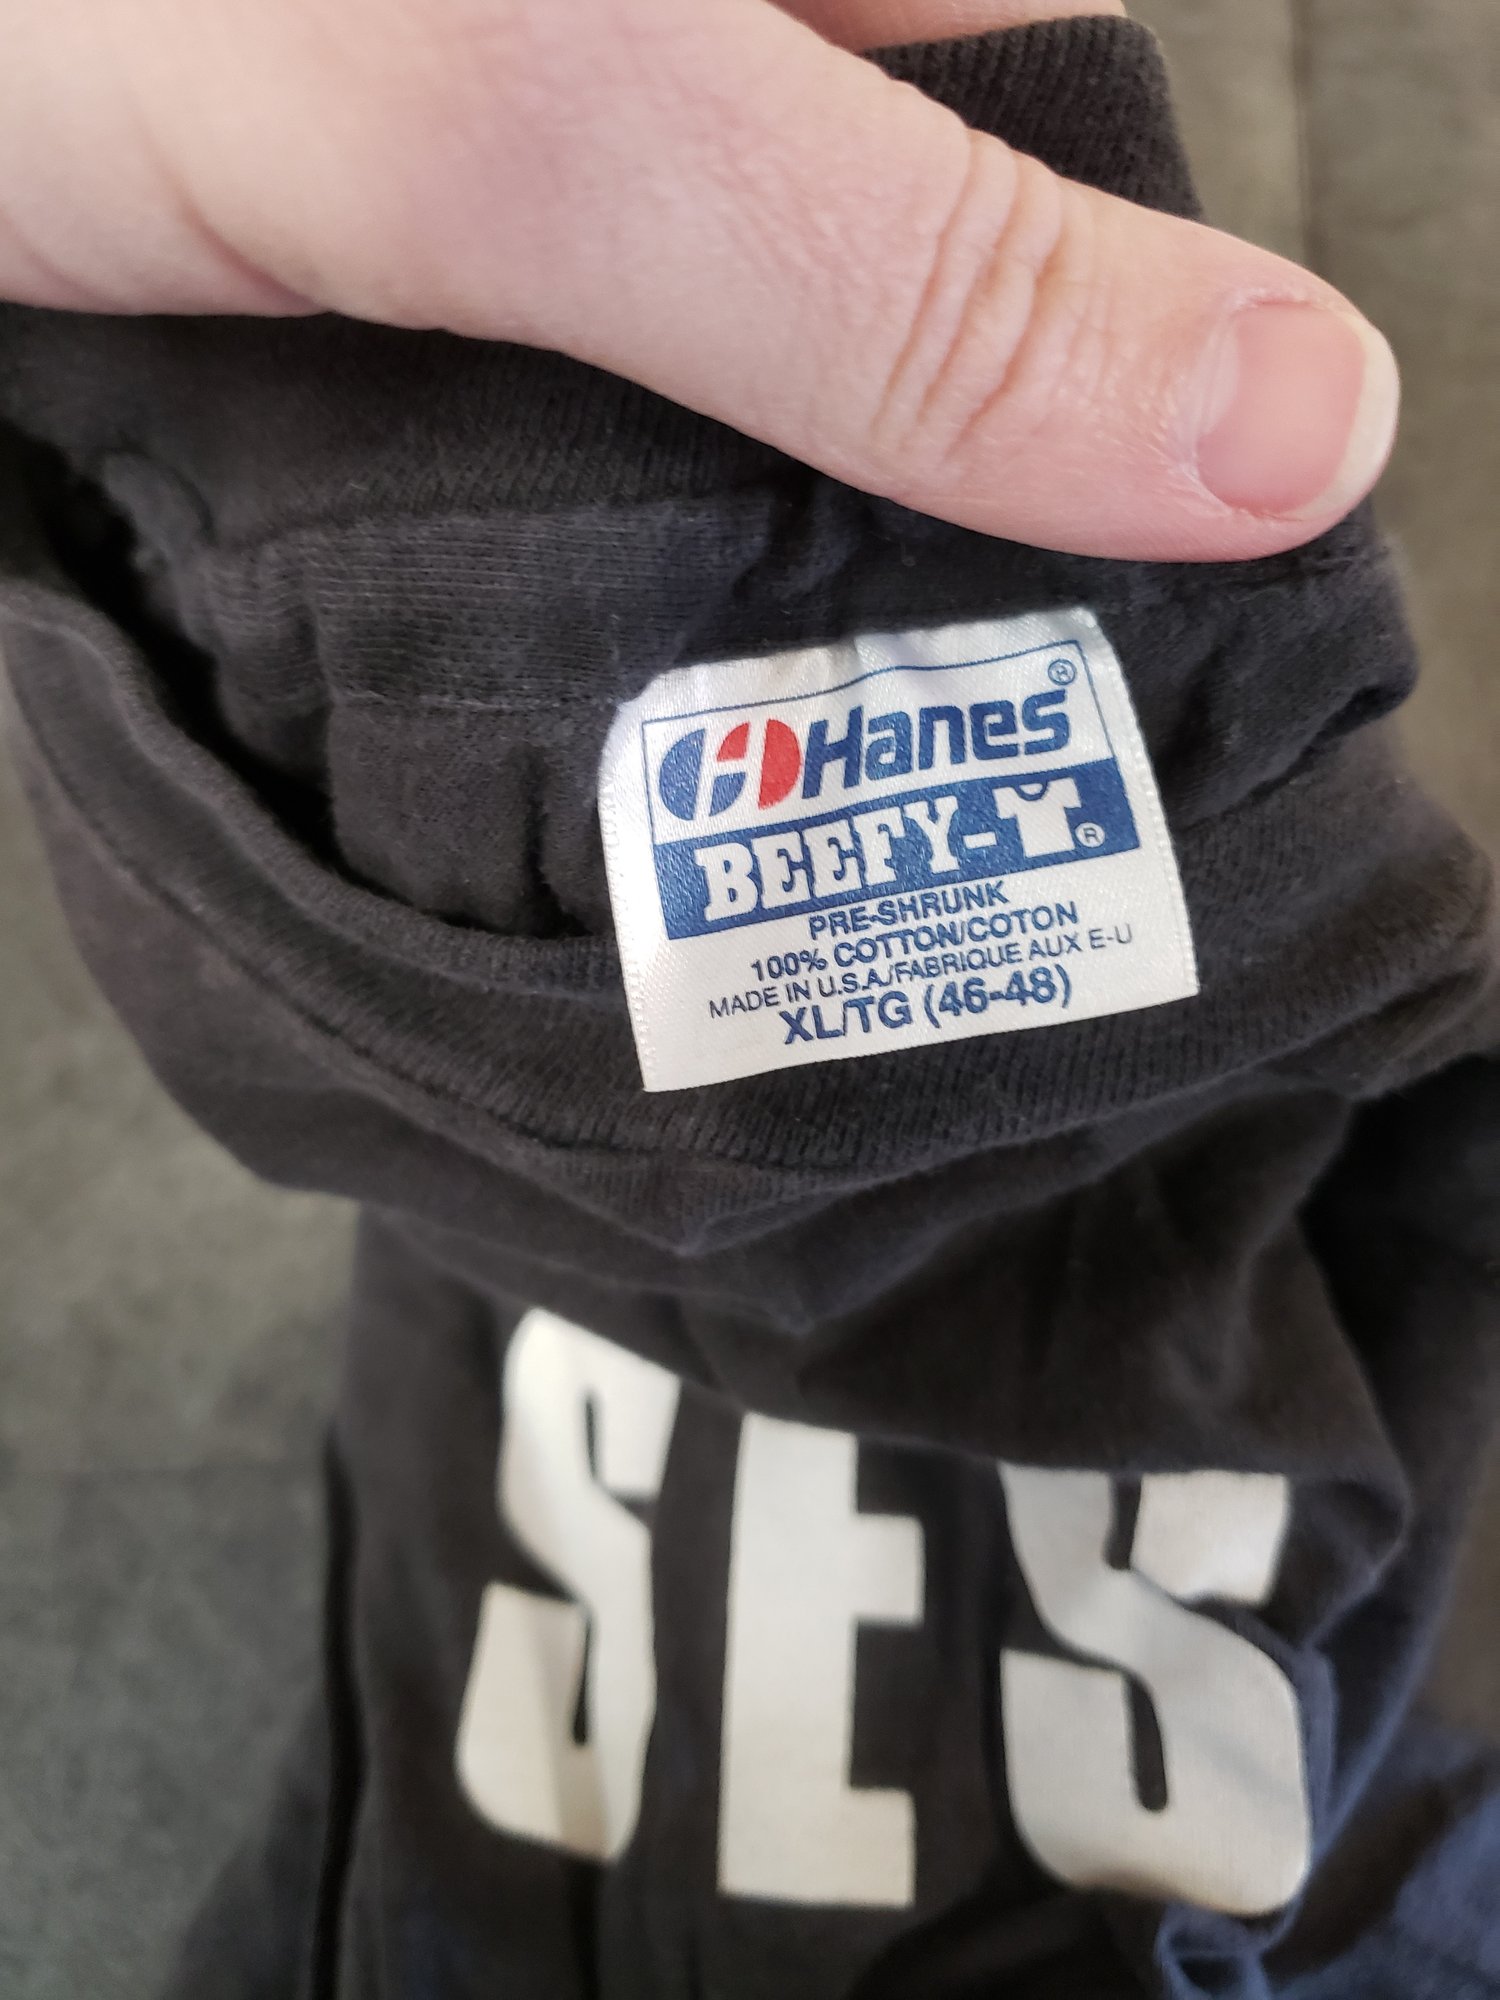 Hanes®
BEEFY-T®
PRE-SHRUNK
100% COTTON/COTON
MADE IN U.S.A./FABRIQUE AUX E-U
XL/TG (46-48)
SES